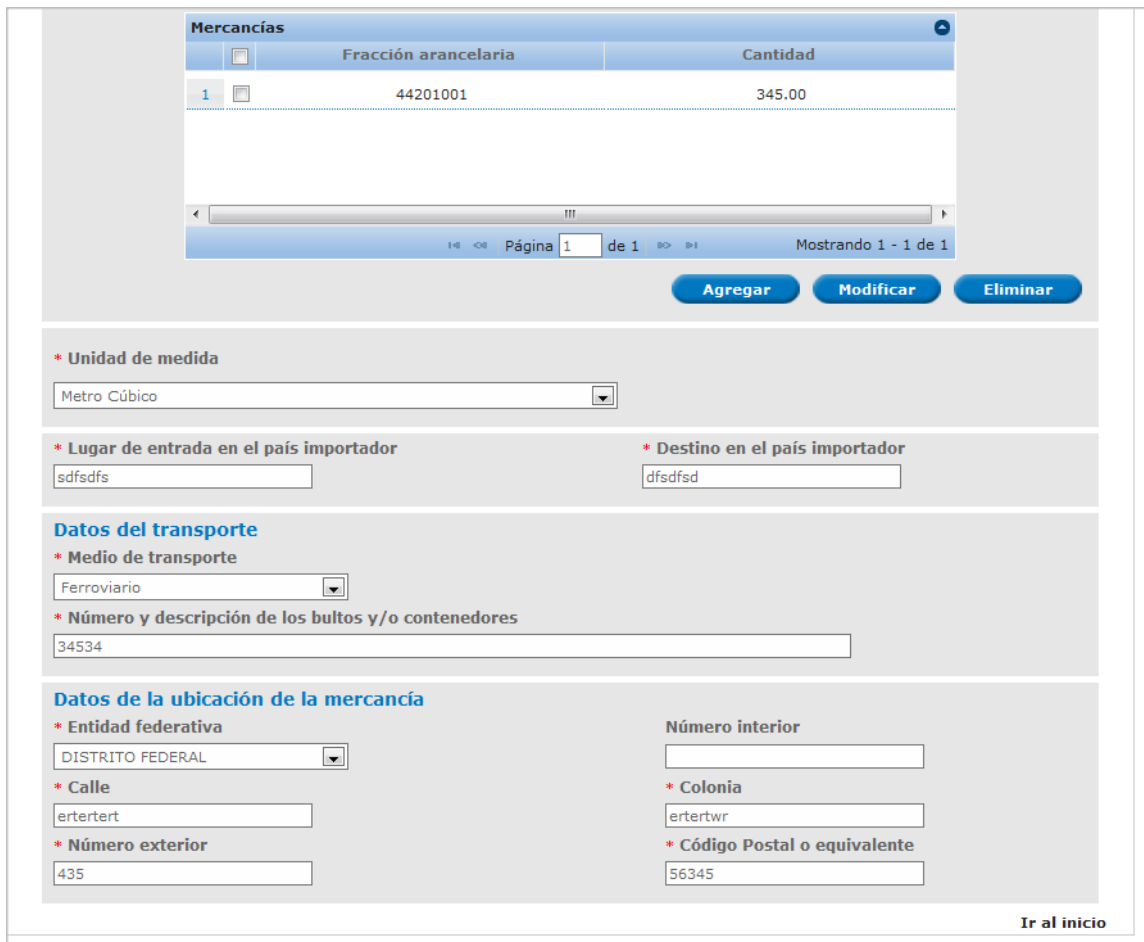 Mercancías
Fracción arancelaria Cantidad
1 44201001 345.00
Página 1 de 1 Mostrando 1 - 1 de 1
Agregar Modificar Eliminar
* Unidad de medida
Metro Cúbico
* Lugar de entrada en el país importador * Destino en el país importador
sdfsdfs dfsdfsd
Datos del transporte
* Medio de transporte
Ferroviario
* Número y descripción de los bultos y/o contenedores
34534
Datos de la ubicación de la mercancía
* Entidad federativa Número interior
DISTRITO FEDERAL
* Calle * Colonia
ertertert ertertwr
* Número exterior * Código Postal o equivalente
435 56345
Ir al inicio